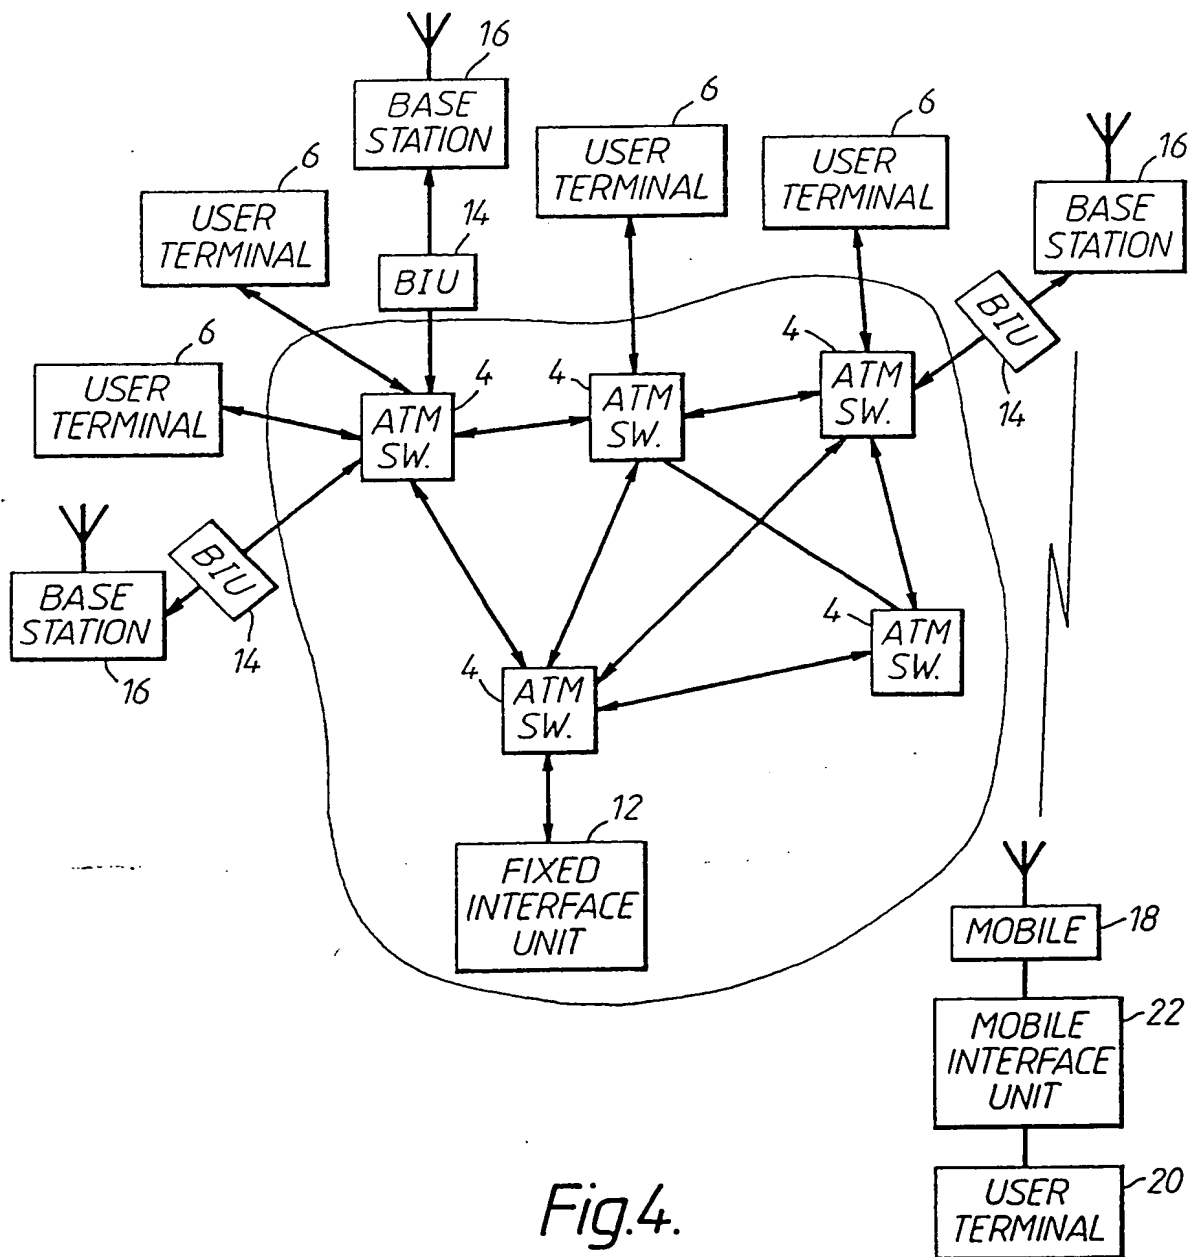 16
BASE
STATION
6
USER
TERMINAL
6
USER
TERMINAL
16
BASE
STATION
6
USER
TERMINAL
14
BIU
BIU
14
6
USER
TERMINAL
4
ATM
SW.
4
ATM
SW.
4
ATM
SW.
BIU
14
BASE
STATION
16
4
ATM
SW.
4
ATM
SW.
12
FIXED
INTERFACE
UNIT
MOBILE
18
MOBILE
INTERFACE
UNIT
22
USER
TERMINAL
20
Fig.4.